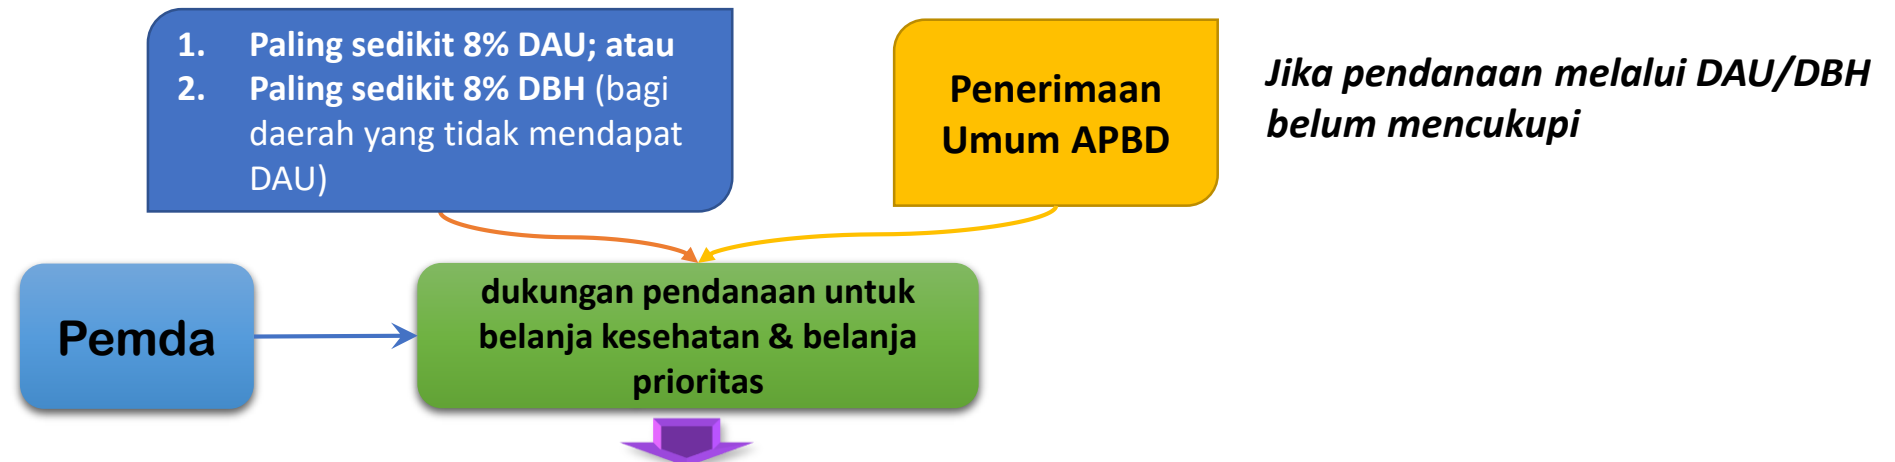 1. Paling sedikit 8% DAU; atau
2. Paling sedikit 8% DBH (bagi
daerah yang tidak mendapat
DAU)
Penerimaan
Umum APBD
Jika pendanaan melalui DAU/DBH
belum mencukupi
Pemda
dukungan pendanaan untuk
belanja kesehatan & belanja
prioritas